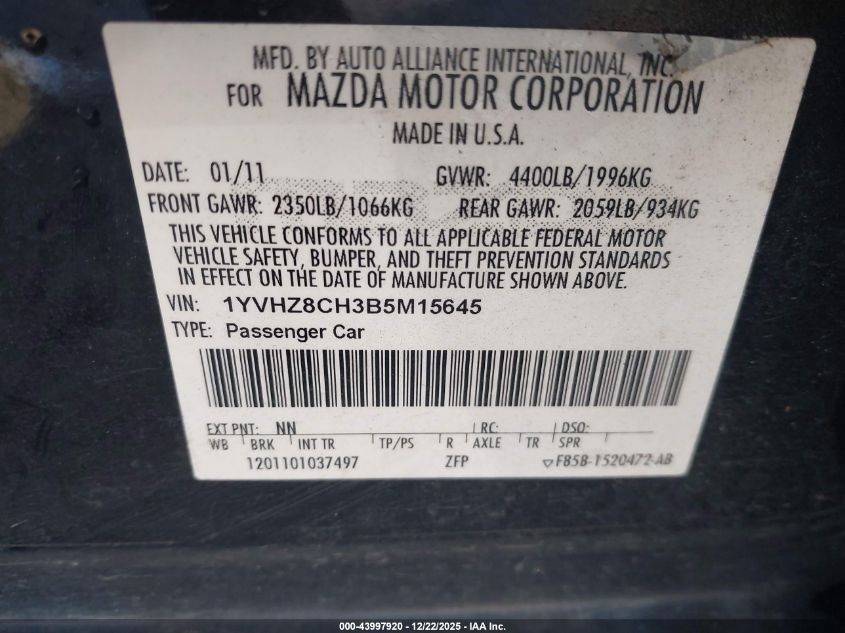 MFD. BY AUTO ALLIANCE INTERNATIONAL, INC.
FOR MAZDA MOTOR CORPORATION
MADE IN U.S.A.
DATE: 01/11 GVWR: 4400LB/1996KG
FRONT GAWR: 2350LB/1066KG REAR GAWR: 2059LB/934KG
THIS VEHICLE CONFORMS TO ALL APPLICABLE FEDERAL MOTOR
VEHICLE SAFETY, BUMPER, AND THEFT PREVENTION STANDARDS
IN EFFECT ON THE DATE OF MANUFACTURE SHOWN ABOVE.
VIN: 1YVHZ8CH3B5M15645
TYPE: Passenger Car
EXT PNT: NN RC: DSO:
WB BRK INT TR TP/PS R AXLE TR SPR
1201101037497 ZFP ▽F85B-1520472-AB
000-43997920 - 12/22/2025 - IAA Inc.